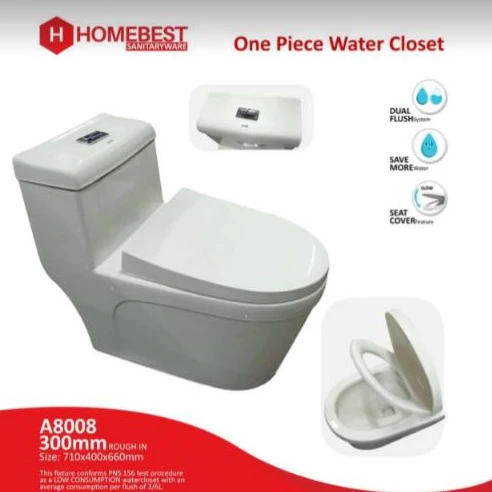 H HOMEBEST
SANITARYWARE
One Piece Water Closet
DUAL
FLUSH System
SAVE
MORE Water
SLOW
SEAT
COVER Feature
A8008
300mm ROUGH IN
Size: 710x400x660mm
This fixture conforms PNS 156 test procedure
as a LOW CONSUMPTION watercloset with an
average consumption per flush of 3/6L.